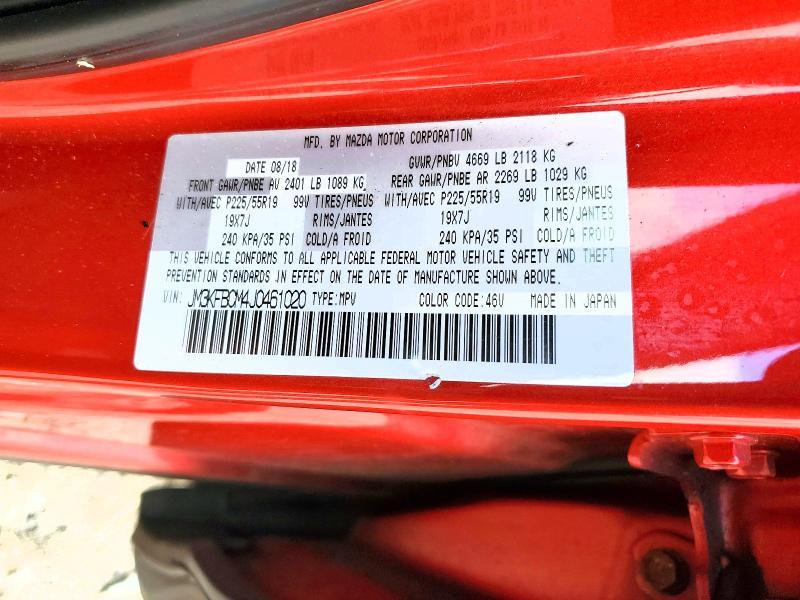 MFD. BY MAZDA MOTOR CORPORATION
DATE 08/18 GVWR/PNBV 4669 LB 2118 KG
FRONT GAWR/PNBE AV 2401 LB 1089 KG REAR GAWR/PNBE AR 2269 LB 1029 KG
WITH/AVEC P225/55R19 99V TIRES/PNEUS WITH/AVEC P225/55R19 99V TIRES/PNEUS
19X7J RIMS/JANTES 19X7J RIMS/JANTES
240 KPA/35 PSI COLD/A FROID 240 KPA/35 PSI COLD/A FROID
THIS VEHICLE CONFORMS TO ALL APPLICABLE FEDERAL MOTOR VEHICLE SAFETY AND THEFT
PREVENTION STANDARDS IN EFFECT ON THE DATE OF MANUFACTURE SHOWN ABOVE.
VIN: JM3KFBCM4J0461020 TYPE:MPV COLOR CODE:46V MADE IN JAPAN